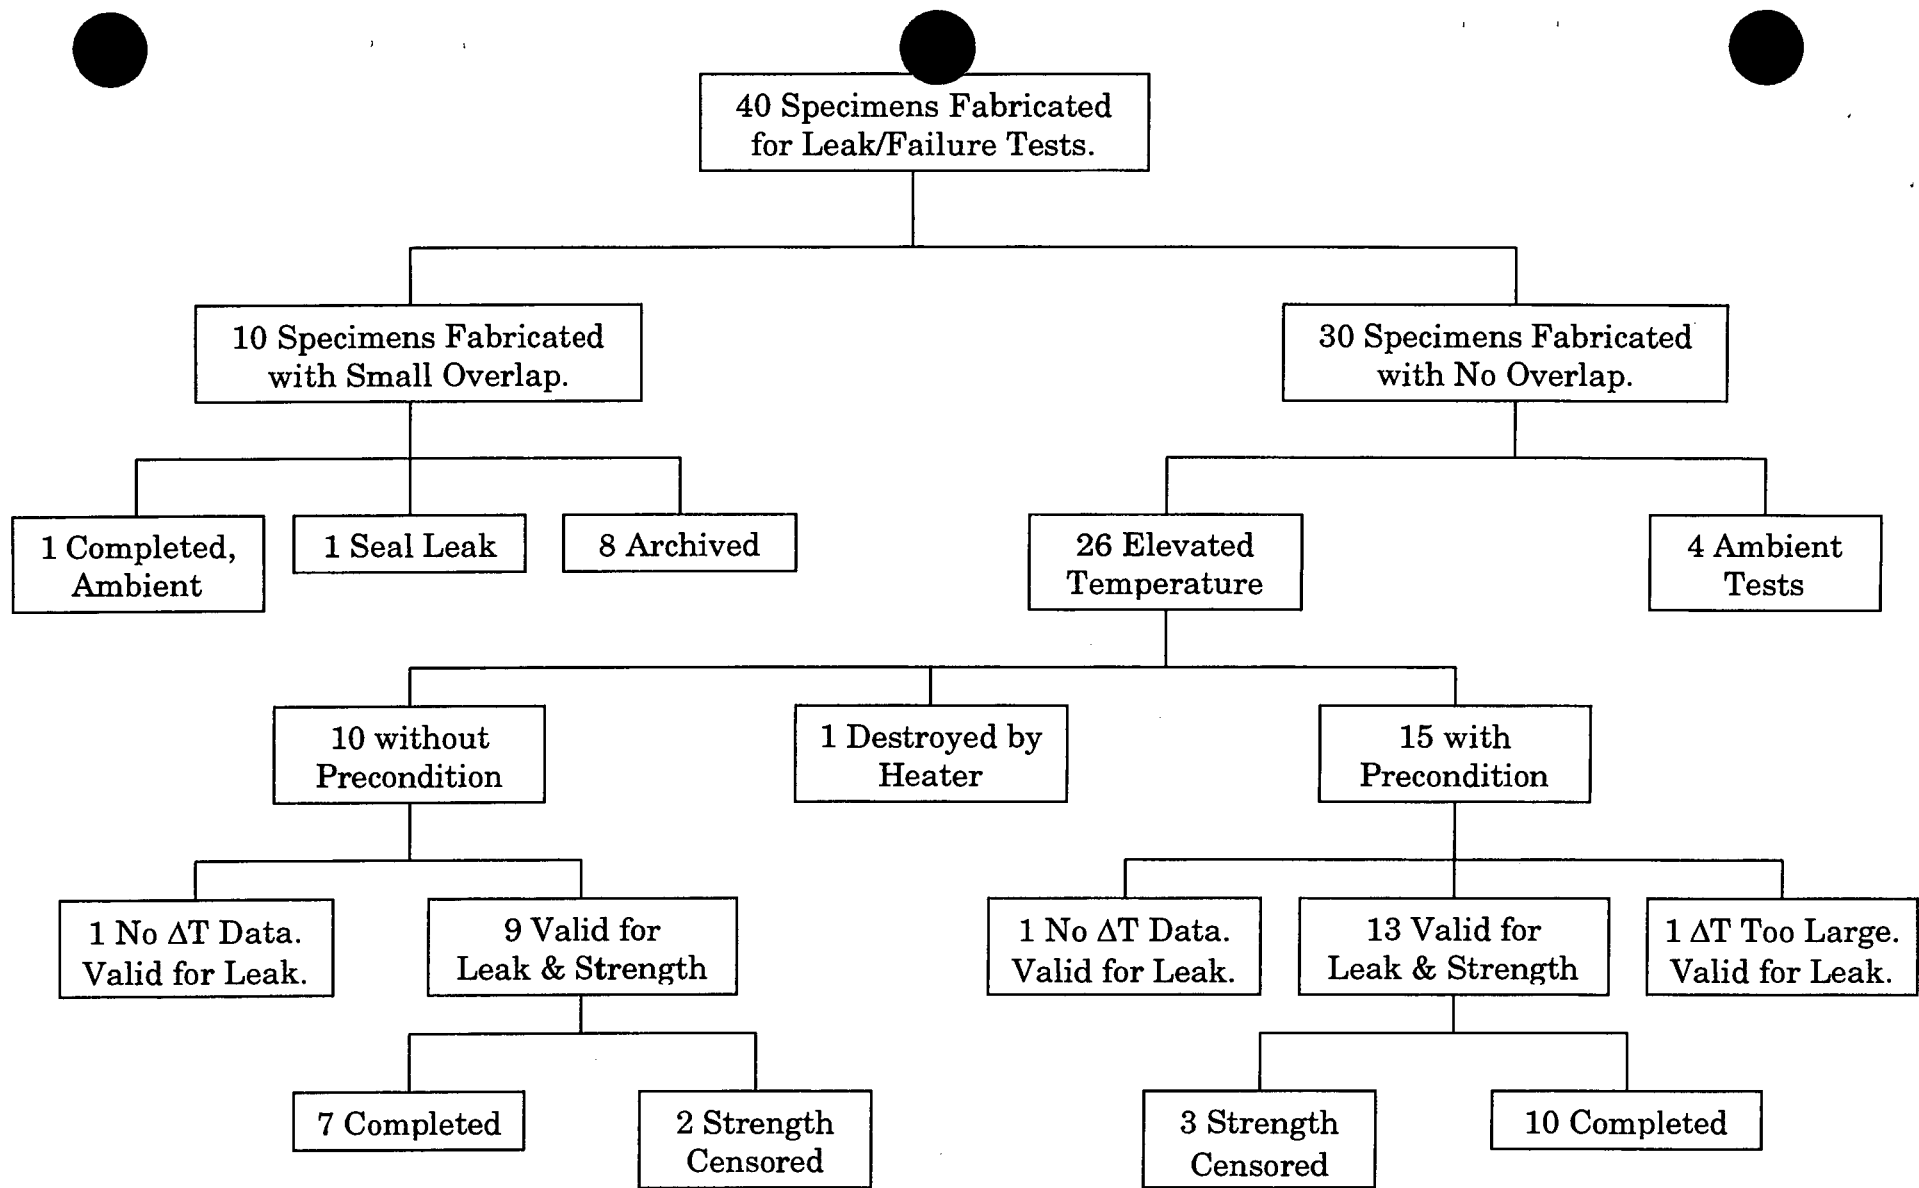 40 Specimens Fabricated
for Leak/Failure Tests.
10 Specimens Fabricated
with Small Overlap.
30 Specimens Fabricated
with No Overlap.
1 Completed,
Ambient
1 Seal Leak
8 Archived
26 Elevated
Temperature
4 Ambient
Tests
10 without
Precondition
1 Destroyed by
Heater
15 with
Precondition
1 No ΔT Data.
Valid for Leak.
9 Valid for
Leak & Strength
1 No ΔT Data.
Valid for Leak.
13 Valid for
Leak & Strength
1 ΔT Too Large.
Valid for Leak.
7 Completed
2 Strength
Censored
3 Strength
Censored
10 Completed